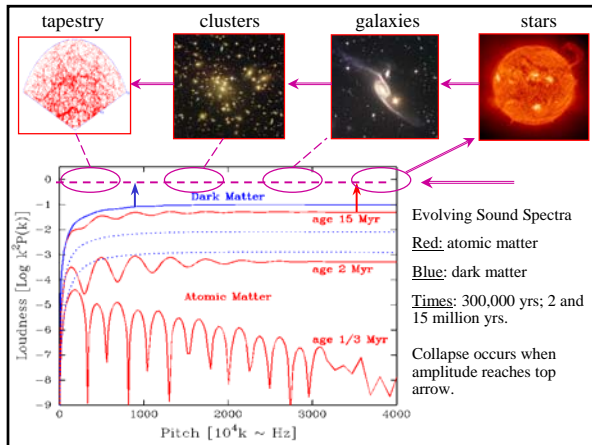 tapestry
clusters
galaxies
stars
0
−1
−2
−3
−4
−5
−6
−7
−8
−9
Loudness [Log k²P(k)]
Dark Matter
age 15 Myr
age 2 Myr
Atomic Matter
age 1/3 Myr
0 1000 2000 3000 4000
Pitch [10⁴k ~ Hz]
Evolving Sound Spectra
Red: atomic matter
Blue: dark matter
Times: 300,000 yrs; 2 and
15 million yrs.
Collapse occurs when
amplitude reaches top
arrow.